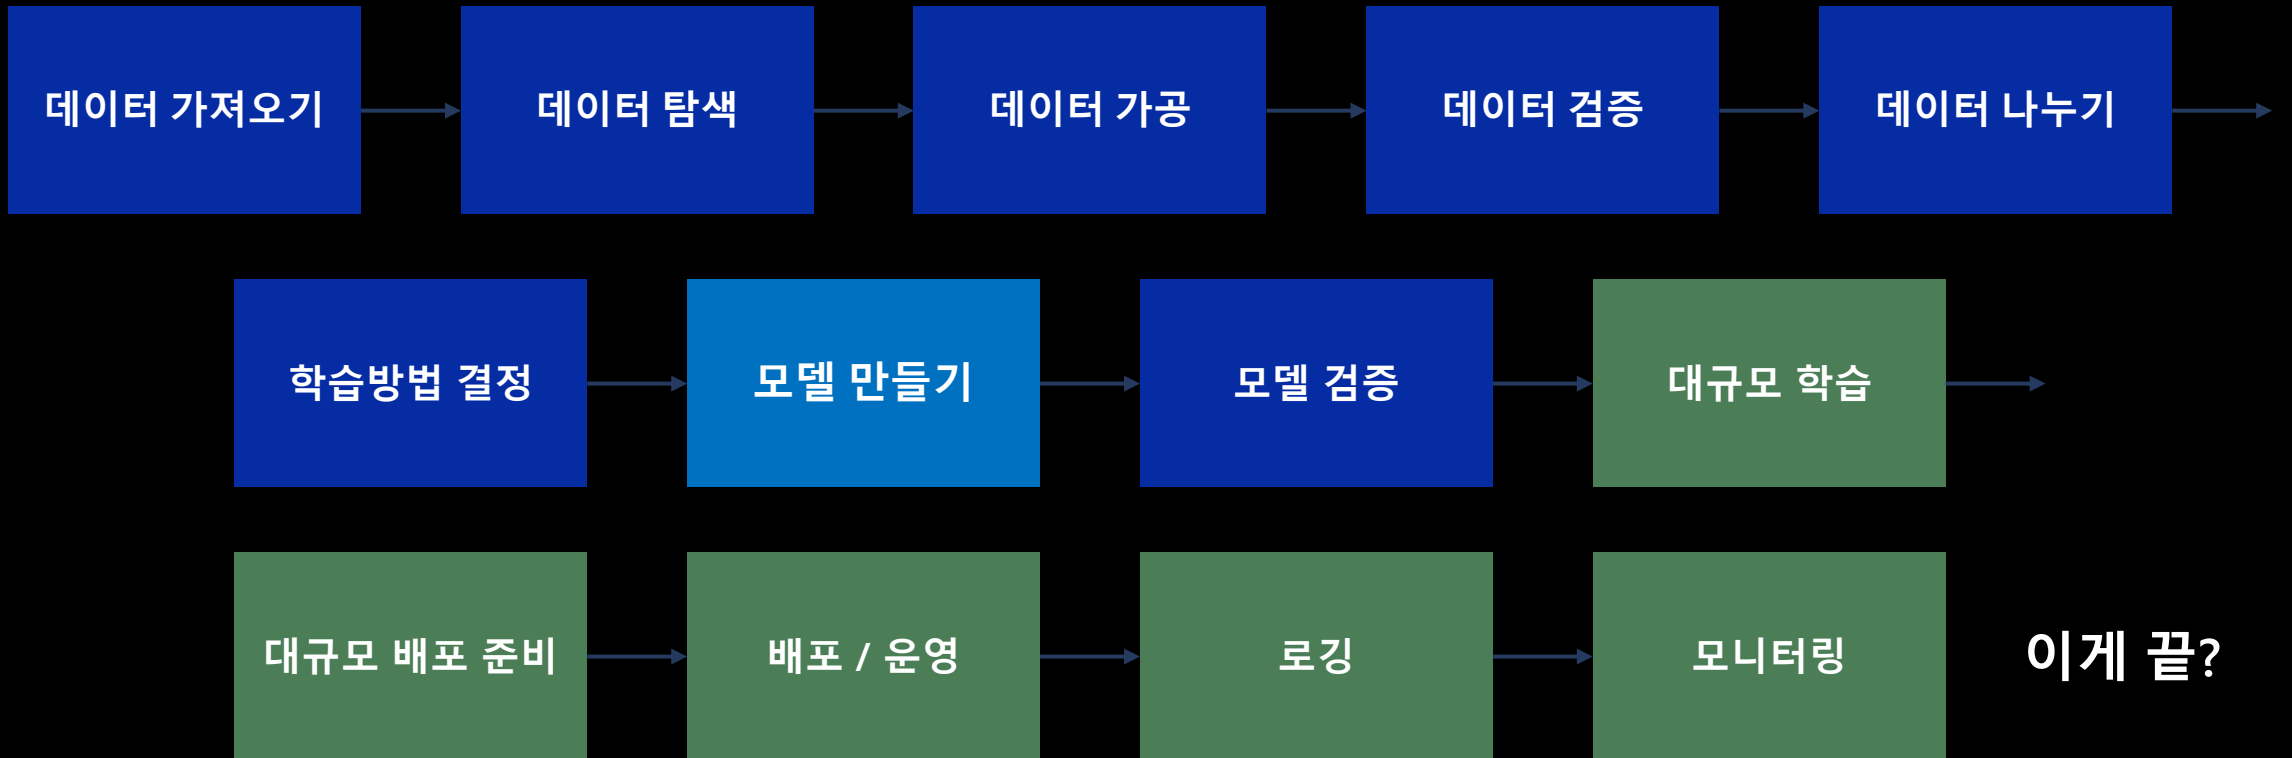 데이터 가져오기
데이터 탐색
데이터 가공
데이터 검증
데이터 나누기
학습방법 결정
모델 만들기
모델 검증
대규모 학습
대규모 배포 준비
배포 / 운영
로깅
모니터링
이게 끝?